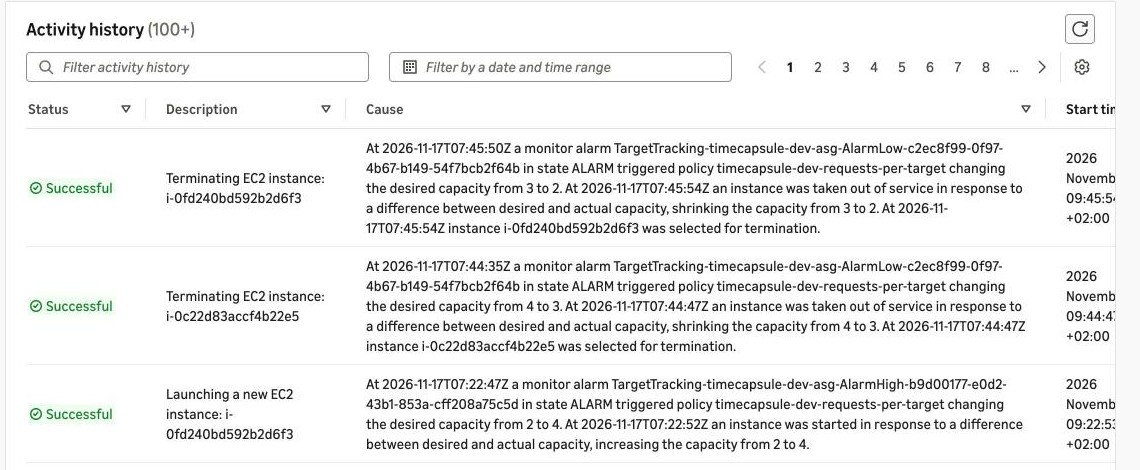 Activity history (100+)
Filter activity history
Filter by a date and time range
1 2 3 4 5 6 7 8 ...
Status
Description
Cause
Start tim
Successful
Terminating EC2 instance:
i-0fd240bd592b2d6f3
At 2026-11-17T07:45:50Z a monitor alarm TargetTracking-timecapsule-dev-asg-AlarmLow-c2ec8f99-0f97-
4b67-b149-54f7bcb2f64b in state ALARM triggered policy timecapsule-dev-requests-per-target changing
the desired capacity from 3 to 2. At 2026-11-17T07:45:54Z an instance was taken out of service in response to
a difference between desired and actual capacity, shrinking the capacity from 3 to 2. At 2026-11-
17T07:45:54Z instance i-0fd240bd592b2d6f3 was selected for termination.
2026
Novemb
09:45:54
+02:00
Successful
Terminating EC2 instance:
i-0c22d83accf4b22e5
At 2026-11-17T07:44:35Z a monitor alarm TargetTracking-timecapsule-dev-asg-AlarmLow-c2ec8f99-0f97-
4b67-b149-54f7bcb2f64b in state ALARM triggered policy timecapsule-dev-requests-per-target changing
the desired capacity from 4 to 3. At 2026-11-17T07:44:47Z an instance was taken out of service in response to
a difference between desired and actual capacity, shrinking the capacity from 4 to 3. At 2026-11-17T07:44:47Z
instance i-0c22d83accf4b22e5 was selected for termination.
2026
Novemb
09:44:47
+02:00
Successful
Launching a new EC2
instance: i-
0fd240bd592b2d6f3
At 2026-11-17T07:22:47Z a monitor alarm TargetTracking-timecapsule-dev-asg-AlarmHigh-b9d00177-e0d2-
43b1-853a-cff208a75c5d in state ALARM triggered policy timecapsule-dev-requests-per-target changing
the desired capacity from 2 to 4. At 2026-11-17T07:22:52Z an instance was started in response to a difference
between desired and actual capacity, increasing the capacity from 2 to 4.
2026
Novemb
09:22:53
+02:00